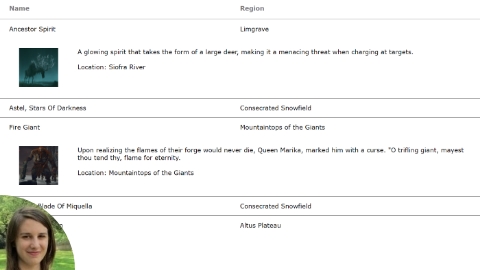 Name Region
Ancestor Spirit Limgrave
A glowing spirit that takes the form of a large deer, making it a menacing threat when charging at targets.
Location: Siofra River
Astel, Stars Of Darkness Consecrated Snowfield
Fire Giant Mountaintops of the Giants
Upon realizing the flames of their forge would never die, Queen Marika, marked him with a curse. "O trifling giant, mayest
thou tend thy, flame for eternity.
Location: Mountaintops of the Giants
Blade Of Miquella Consecrated Snowfield
Altus Plateau